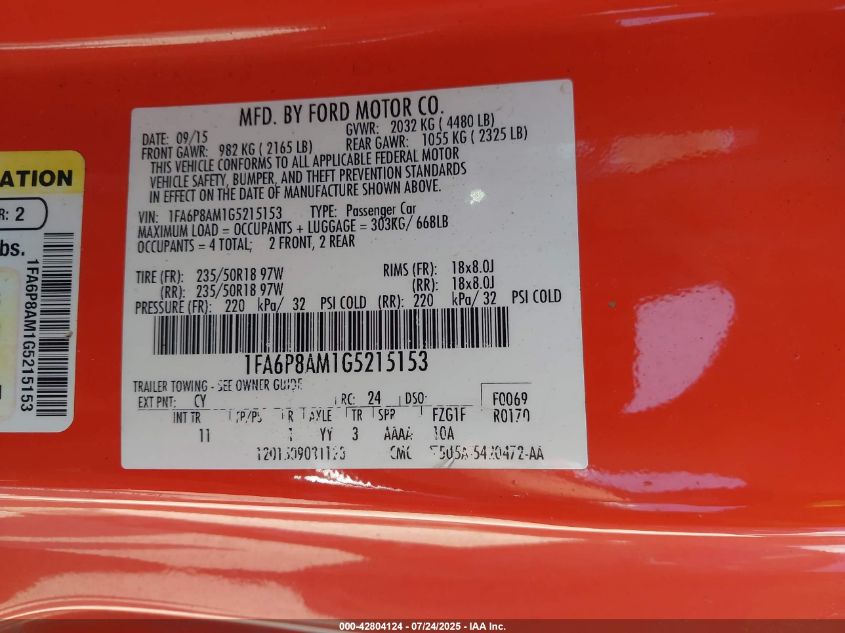 MFD. BY FORD MOTOR CO.
DATE: 09/15 GVWR: 2032 KG ( 4480 LB)
FRONT GAWR: 982 KG ( 2165 LB) REAR GAWR: 1055 KG ( 2325 LB)
THIS VEHICLE CONFORMS TO ALL APPLICABLE FEDERAL MOTOR
VEHICLE SAFETY, BUMPER, AND THEFT PREVENTION STANDARDS
IN EFFECT ON THE DATE OF MANUFACTURE SHOWN ABOVE.
VIN: 1FA6P8AM1G5215153 TYPE: Passenger Car
MAXIMUM LOAD = OCCUPANTS + LUGGAGE = 303KG/ 668LB
OCCUPANTS = 4 TOTAL; 2 FRONT, 2 REAR
TIRE (FR): 235/50R18 97W RIMS (FR): 18x8.0J
(RR): 235/50R18 97W (RR): 18x8.0J
PRESSURE (FR): 220 kPa/ 32 PSI COLD (RR): 220 kPa/ 32 PSI COLD
1FA6P8AM1G5215153
TRAILER TOWING - SEE OWNER GUIDE
EXT PNT: CY RC: 24 DSO: F0069
INT TR TP/PS R AXLE TR SPR FZG1F R0170
11 1 YY 3 AAAA 10A
CMC
ATION
R: 2
bs.
1FA6P8AM1G5215153
000-42804124 - 07/24/2025 - IAA Inc.